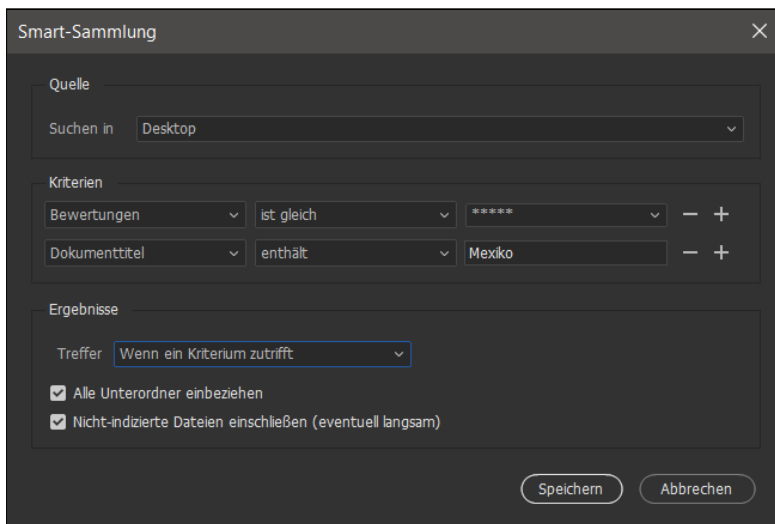 Smart-Sammlung
Quelle
Suchen in Desktop
Kriterien
Bewertungen ist gleich *****
Dokumenttitel enthält Mexiko
Ergebnisse
Treffer Wenn ein Kriterium zutrifft
Alle Unterordner einbeziehen
Nicht-indizierte Dateien einschließen (eventuell langsam)
Speichern Abbrechen